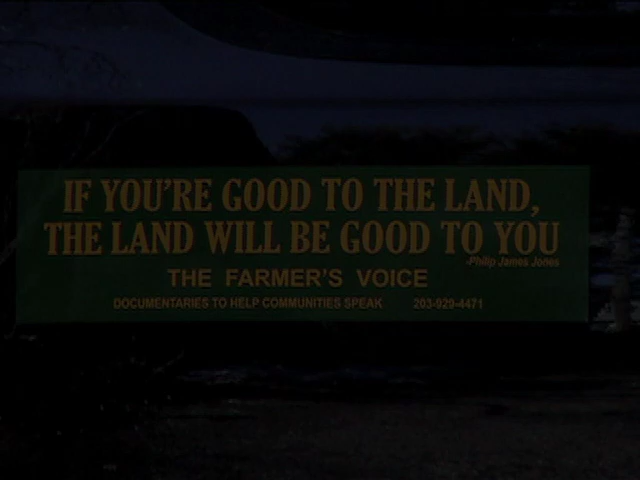 IF YOU'RE GOOD TO THE LAND,
THE LAND WILL BE GOOD TO YOU
-Philip James Jones
THE FARMER'S VOICE
DOCUMENTARIES TO HELP COMMUNITIES SPEAK 203-929-4471